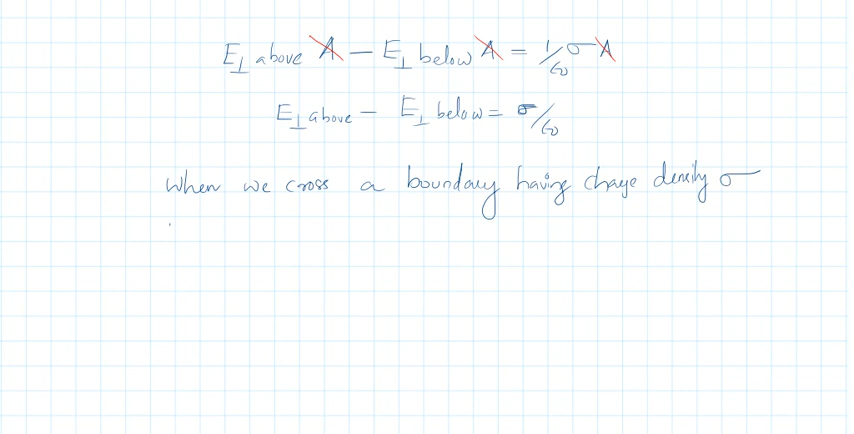 E⊥ above A - E⊥ below A = 1/ϵ0 σ A
E⊥ above - E⊥ below = σ/ϵ0
When we cross a boundary having charge density σ